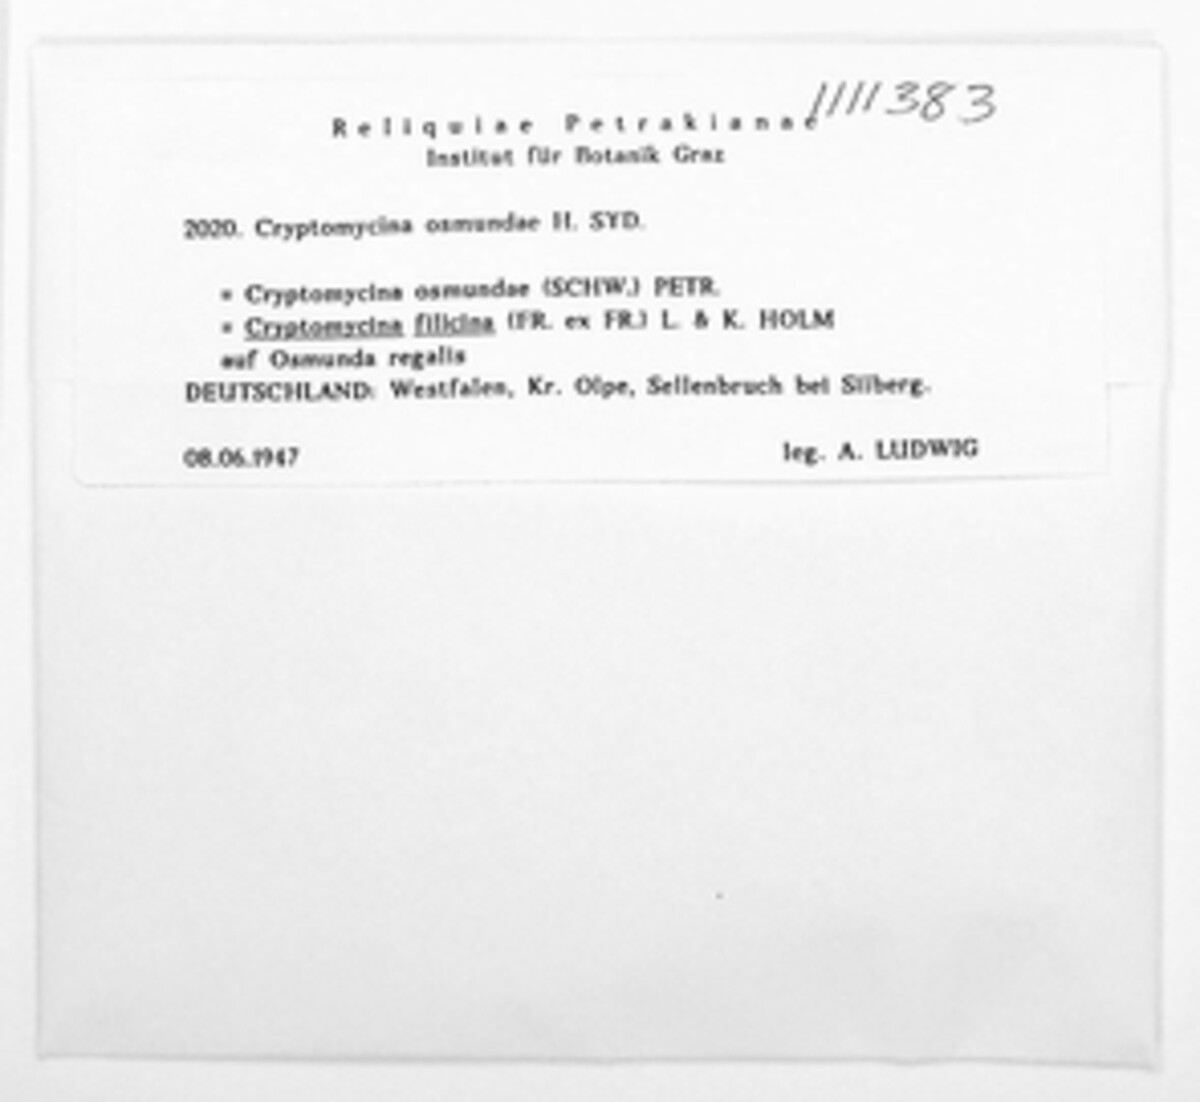 1111383
Reliquiae Petrakianae
Institut für Botanik Graz
2020. Cryptomycina osmundae H. SYD.
= Cryptomycina osmundae (SCHW.) PETR.
= Cryptomycina filicina (FR. ex FR.) L. & K. HOLM
auf Osmunda regalis
DEUTSCHLAND: Westfalen, Kr. Olpe, Sellenbruch bei Silberg.
08.06.1947 leg. A. LUDWIG